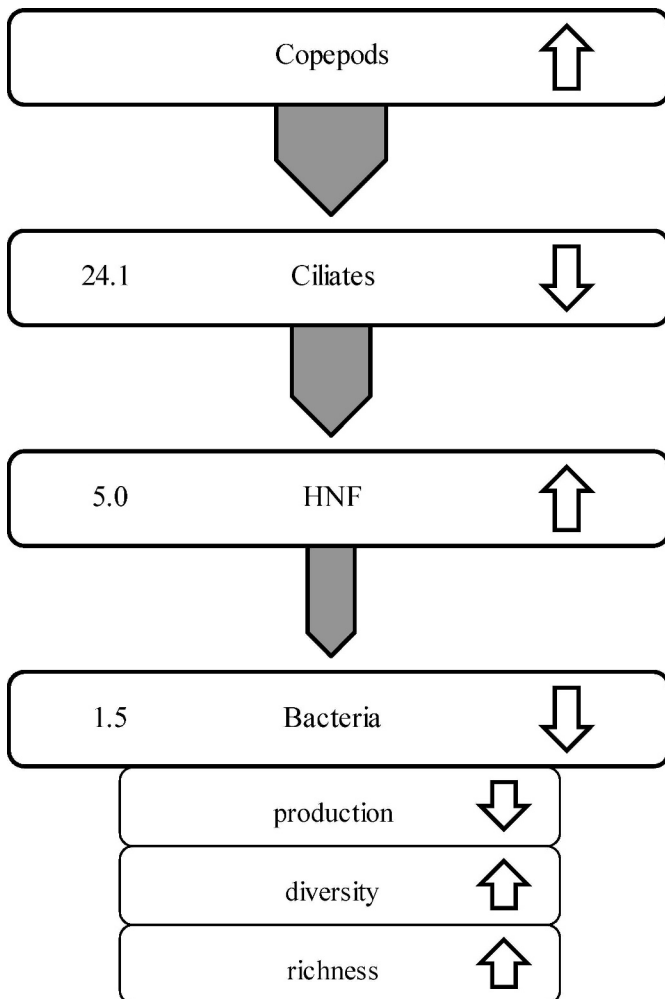 Copepods
24.1 Ciliates
5.0 HNF
1.5 Bacteria
production
diversity
richness